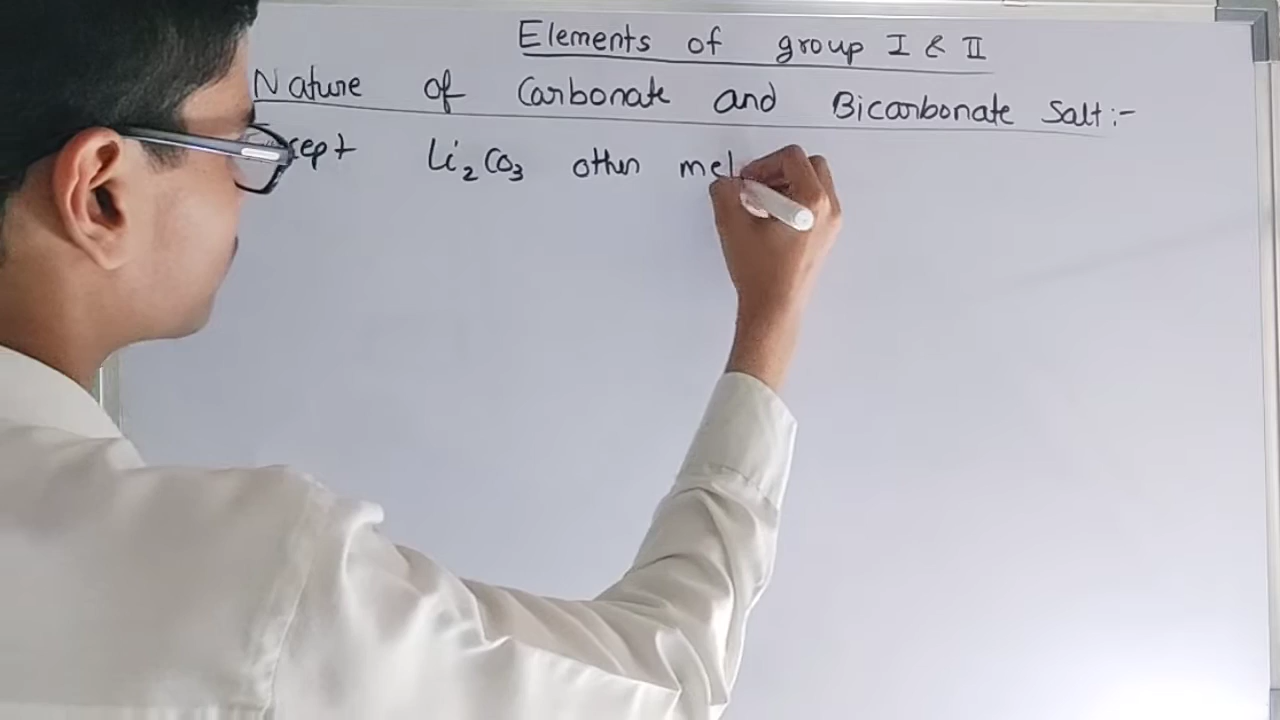 Elements of group I & II
Nature of Carbonate and Bicarbonate Salt:-
Li₂CO₃ other